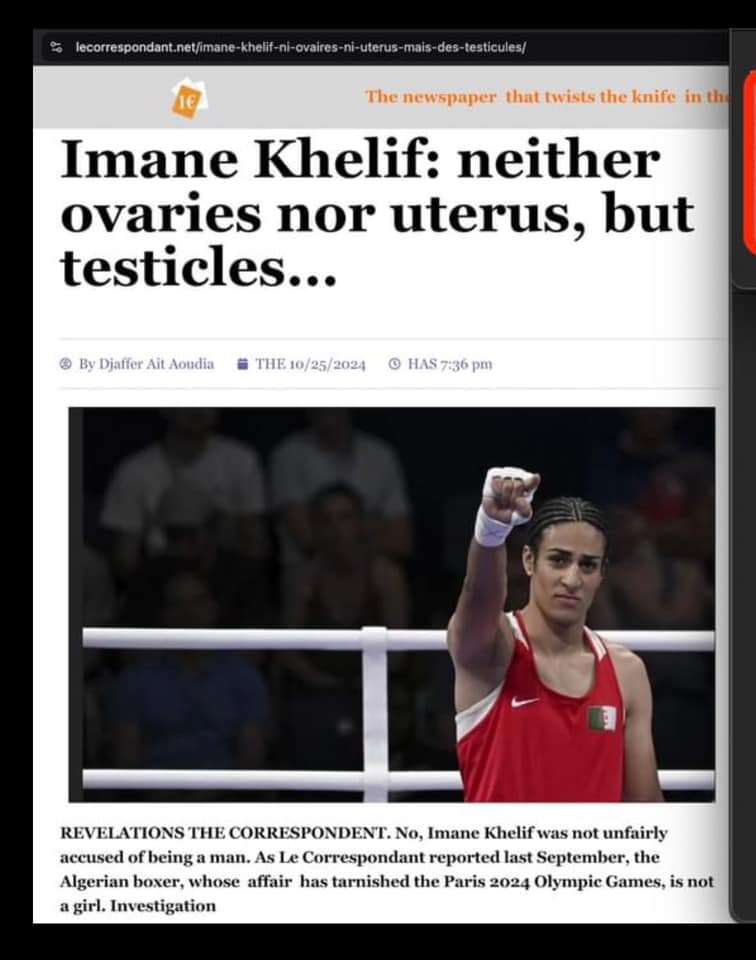 lecorrespondant.net/imane-khelif-ni-ovaires-ni-uterus-mais-des-testicules/
1€
The newspaper that twists the knife in the
Imane Khelif: neither
ovaries nor uterus, but
testicles...
By Djaffer Ait Aoudia THE 10/25/2024 HAS 7:36 pm
REVELATIONS THE CORRESPONDENT. No, Imane Khelif was not unfairly
accused of being a man. As Le Correspondant reported last September, the
Algerian boxer, whose affair has tarnished the Paris 2024 Olympic Games, is not
a girl. Investigation